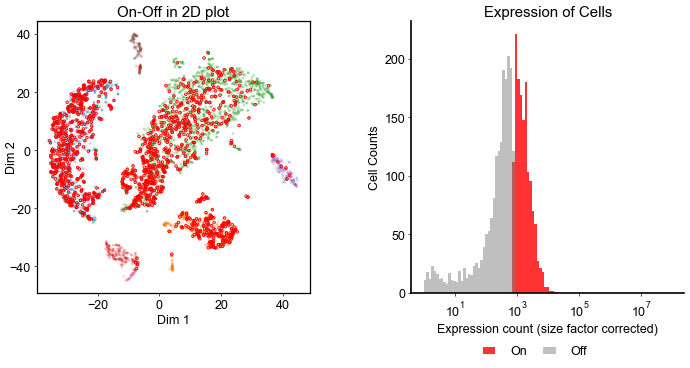 On-Off in 2D plot
40
20
0
−20
−40
Dim 2
−20 0 20 40
Dim 1
Expression of Cells
200
150
100
50
0
Cell Counts
10^1 10^3 10^5 10^7
Expression count (size factor corrected)
On Off